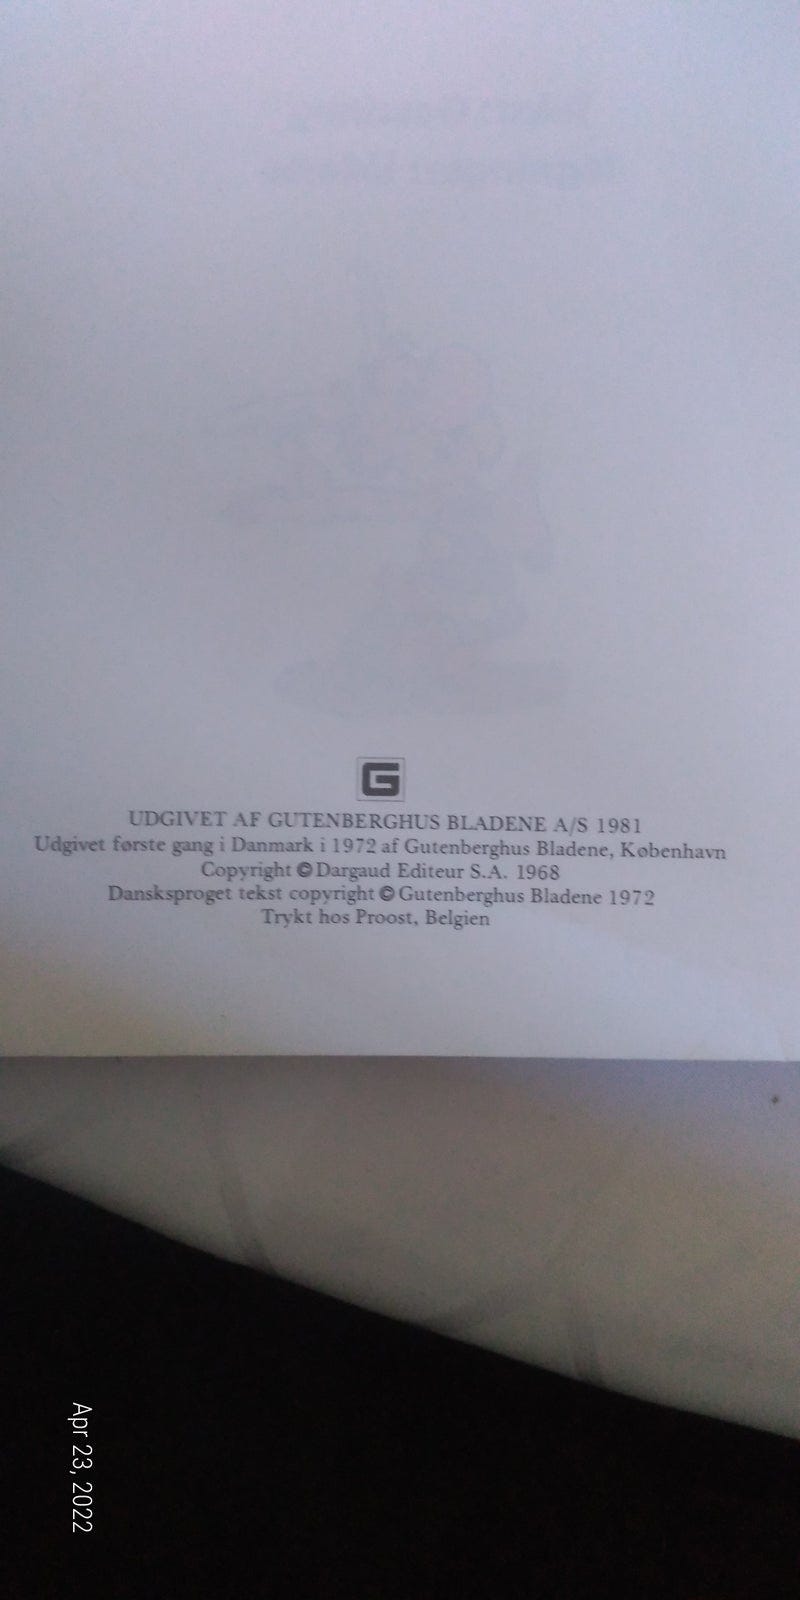 G
UDGIVET AF GUTENBERGHUS BLADENE A/S 1981
Udgivet første gang i Danmark i 1972 af Gutenberghus Bladene, København
Copyright © Dargaud Editeur S.A. 1968
Dansksproget tekst copyright © Gutenberghus Bladene 1972
Trykt hos Proost, Belgien
Apr 23, 2022